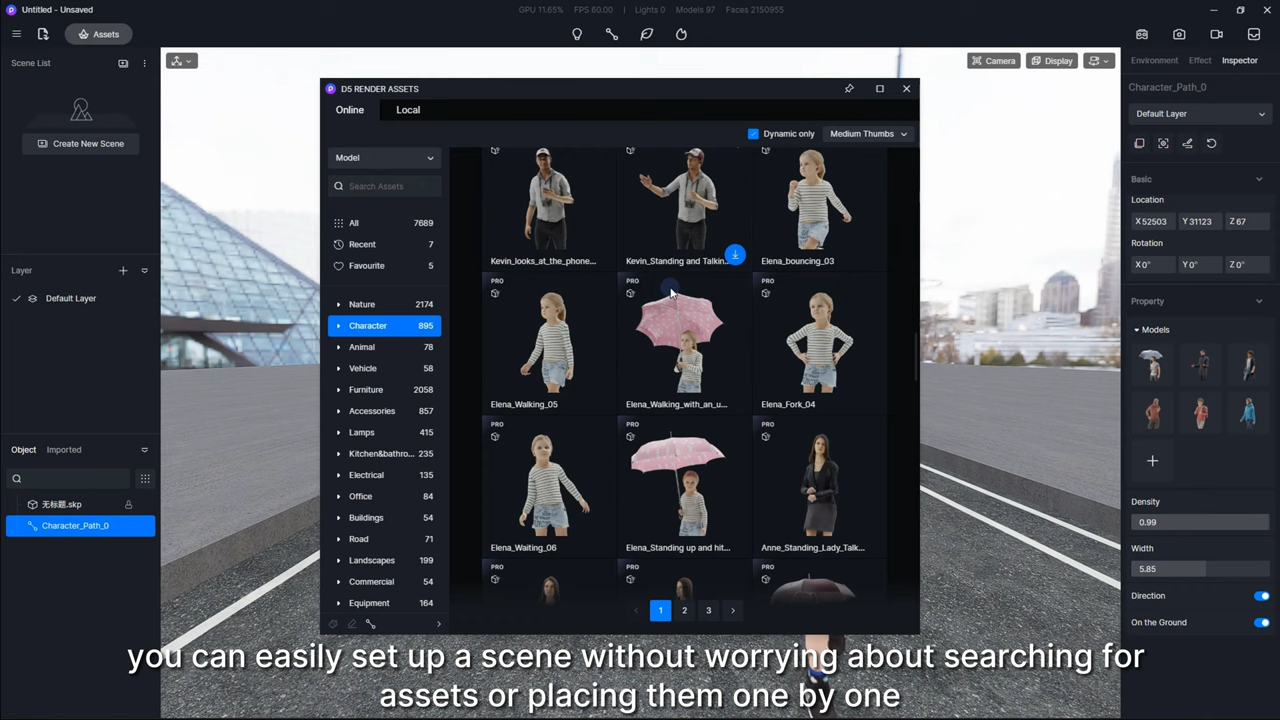 Untitled - Unsaved
GPU 11.65% FPS 60.00 | Lights 0 Models 97 Faces 2150955
Assets
Scene List
Create New Scene
Layer
Default Layer
Object Imported
无标题.skp
Character_Path_0
Camera Display
D5 RENDER ASSETS
Online Local
Dynamic only Medium Thumbs
Model
Search Assets
All 7689
Recent 7
Favourite 5
Nature 2174
Character 895
Animal 78
Vehicle 58
Furniture 2058
Accessories 857
Lamps 415
Kitchen&bathro... 235
Electrical 135
Office 84
Buildings 54
Road 71
Landscapes 199
Commercial 54
Equipment 164
Kevin_looks_at_the_phone... Kevin_Standing and Talkin... Elena_bouncing_03
PRO PRO PRO
Elena_Walking_05 Elena_Walking_with_an_u... Elena_Fork_04
PRO PRO PRO
Elena_Waiting_06 Elena_Standing up and hit... Anne_Standing_Lady_Talk...
PRO PRO PRO
1 2 3
Environment Effect Inspector
Character_Path_0
Default Layer
Basic
Location
X 52503 Y 31123 Z 67
Rotation
X 0° Y 0° Z 0°
Property
Models
Density
0.99
Width
5.85
Direction
On the Ground
you can easily set up a scene without worrying about searching for
assets or placing them one by one